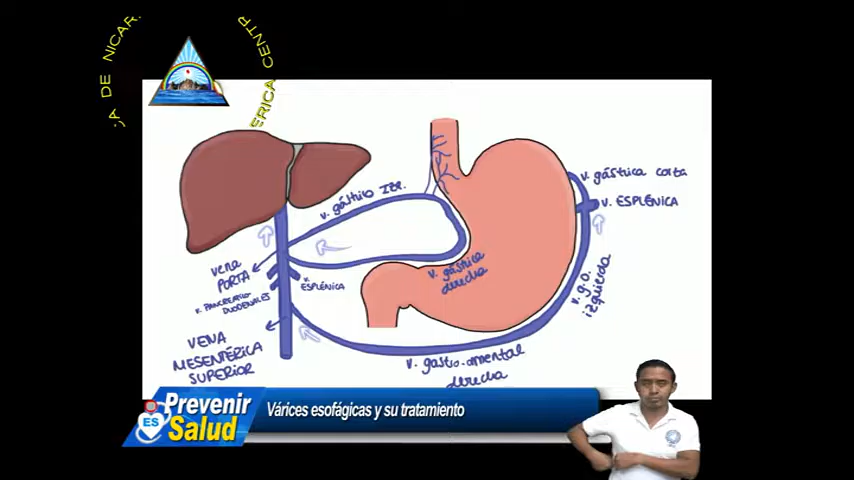 A DE NICAR
ERICA CENTR
v. gástrica IZQ.
v. gástrica corta
v. ESPLÉNICA
v. gástrica
derecha
vena
PORTA
v.
ESPLÉNICA
v. PANCREATICO-
DUODENALES
v. g.o.
izquierda
VENA
MESENTÉRICA
SUPERIOR
v. gastro-omental
derecha
Prevenir
ES Salud
Várices esofágicas y su tratamiento